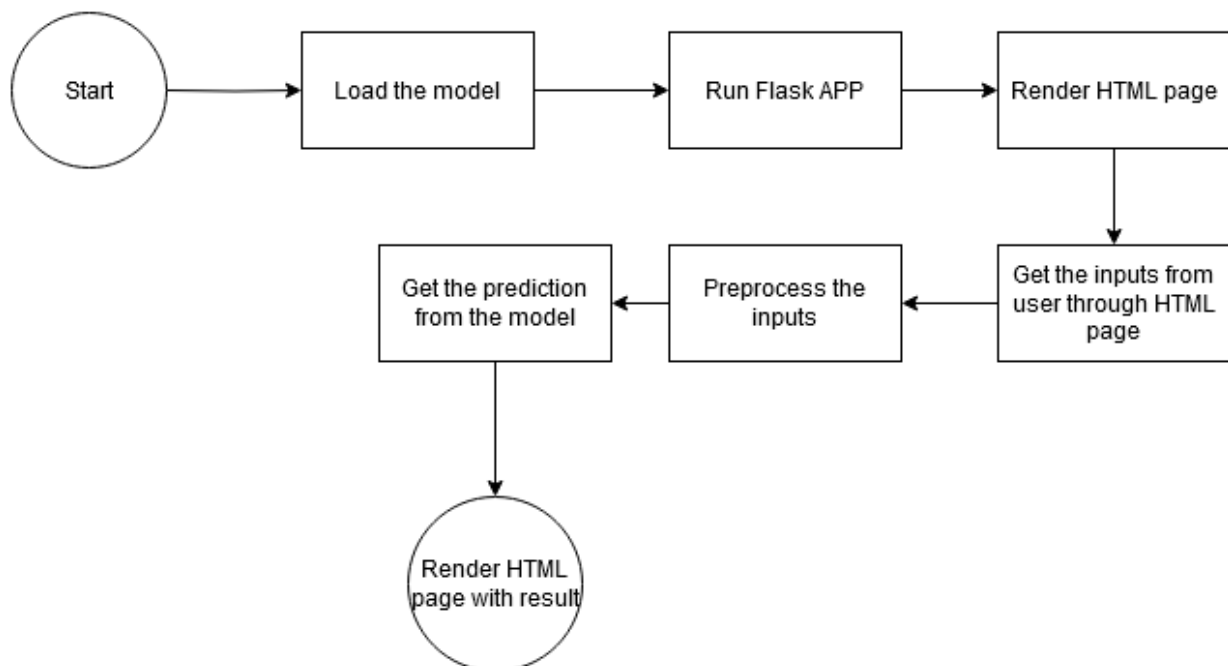 Start
Load the model
Run Flask APP
Render HTML page
Get the inputs from
user through HTML
page
Preprocess the
inputs
Get the prediction
from the model
Render HTML
page with result